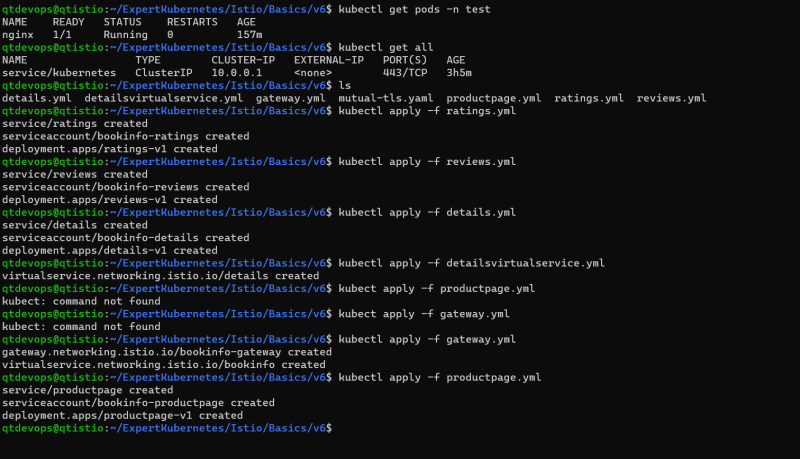 qtdevops@qtistio:~/ExpertKubernetes/Istio/Basics/v6$ kubectl get pods -n test
NAME    READY   STATUS    RESTARTS   AGE
nginx   1/1     Running   0          157m
qtdevops@qtistio:~/ExpertKubernetes/Istio/Basics/v6$ kubectl get all
NAME                 TYPE        CLUSTER-IP   EXTERNAL-IP   PORT(S)   AGE
service/kubernetes   ClusterIP   10.0.0.1     <none>        443/TCP   3h5m
qtdevops@qtistio:~/ExpertKubernetes/Istio/Basics/v6$ ls
details.yml  detailsvirtualservice.yml  gateway.yml  mutual-tls.yaml  productpage.yml  ratings.yml  reviews.yml
qtdevops@qtistio:~/ExpertKubernetes/Istio/Basics/v6$ kubectl apply -f ratings.yml
service/ratings created
serviceaccount/bookinfo-ratings created
deployment.apps/ratings-v1 created
qtdevops@qtistio:~/ExpertKubernetes/Istio/Basics/v6$ kubectl apply -f reviews.yml
service/reviews created
serviceaccount/bookinfo-reviews created
deployment.apps/reviews-v1 created
qtdevops@qtistio:~/ExpertKubernetes/Istio/Basics/v6$ kubectl apply -f details.yml
service/details created
serviceaccount/bookinfo-details created
deployment.apps/details-v1 created
qtdevops@qtistio:~/ExpertKubernetes/Istio/Basics/v6$ kubectl apply -f detailsvirtualservice.yml
virtualservice.networking.istio.io/details created
qtdevops@qtistio:~/ExpertKubernetes/Istio/Basics/v6$ kubect apply -f productpage.yml
kubect: command not found
qtdevops@qtistio:~/ExpertKubernetes/Istio/Basics/v6$ kubect apply -f gateway.yml
kubect: command not found
qtdevops@qtistio:~/ExpertKubernetes/Istio/Basics/v6$ kubectl apply -f gateway.yml
gateway.networking.istio.io/bookinfo-gateway created
virtualservice.networking.istio.io/bookinfo created
qtdevops@qtistio:~/ExpertKubernetes/Istio/Basics/v6$ kubectl apply -f productpage.yml
service/productpage created
serviceaccount/bookinfo-productpage created
deployment.apps/productpage-v1 created
qtdevops@qtistio:~/ExpertKubernetes/Istio/Basics/v6$